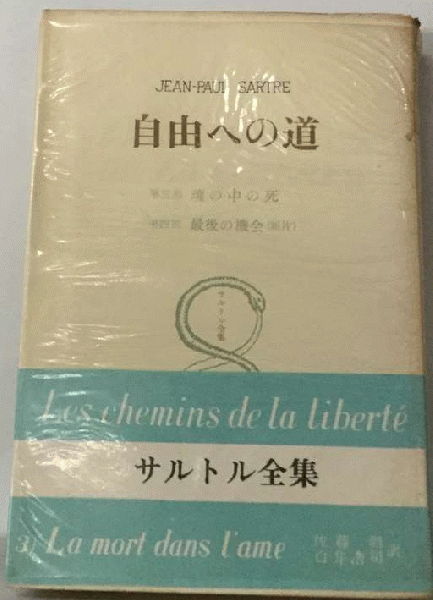 JEAN-PAUL SARTRE
自由への道
第三部 魂の中の死
第四部 最後の機会(断片)
サルトル全集
Les chemins de la liberté
サルトル全集
3) La mort dans l'ame
佐藤朔
白井浩司 訳